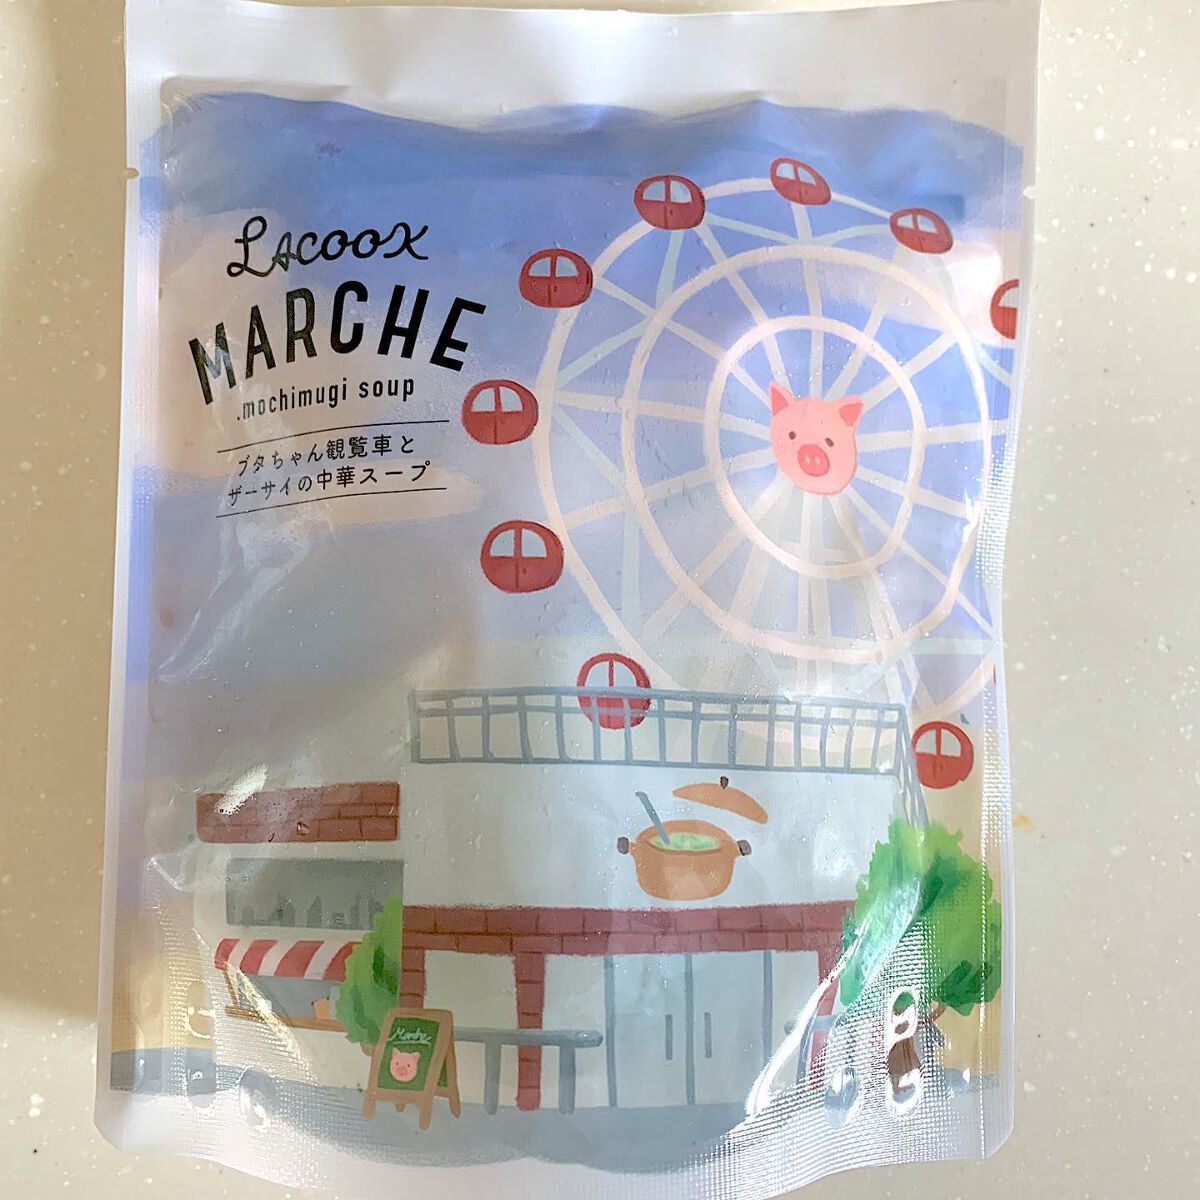 LACOOX
MARCHE
.mochimugi soup
ブタちゃん観覧車と
ザーサイの中華スープ
Marche